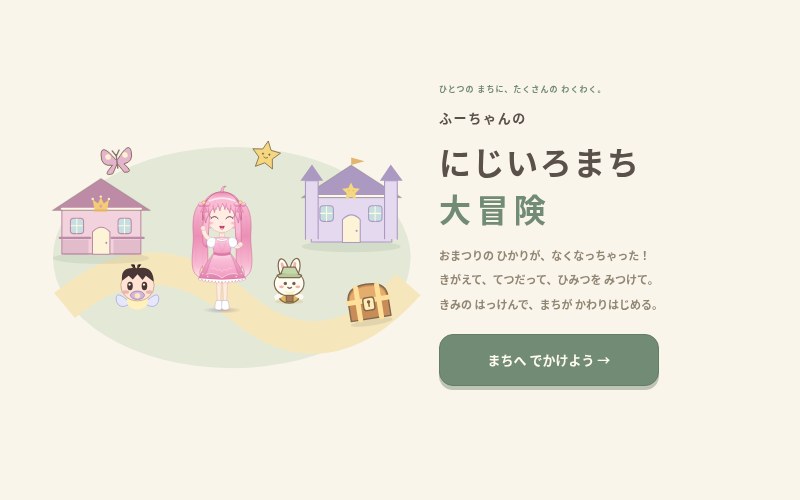 ひとつの まちに、たくさんの わくわく。
ふーちゃんの
にじいろまち
大冒険
おまつりの ひかりが、なくなっちゃった！
きがえて、てつだって、ひみつを みつけて。
きみの はっけんで、まちが かわりはじめる。
まちへ でかけよう →